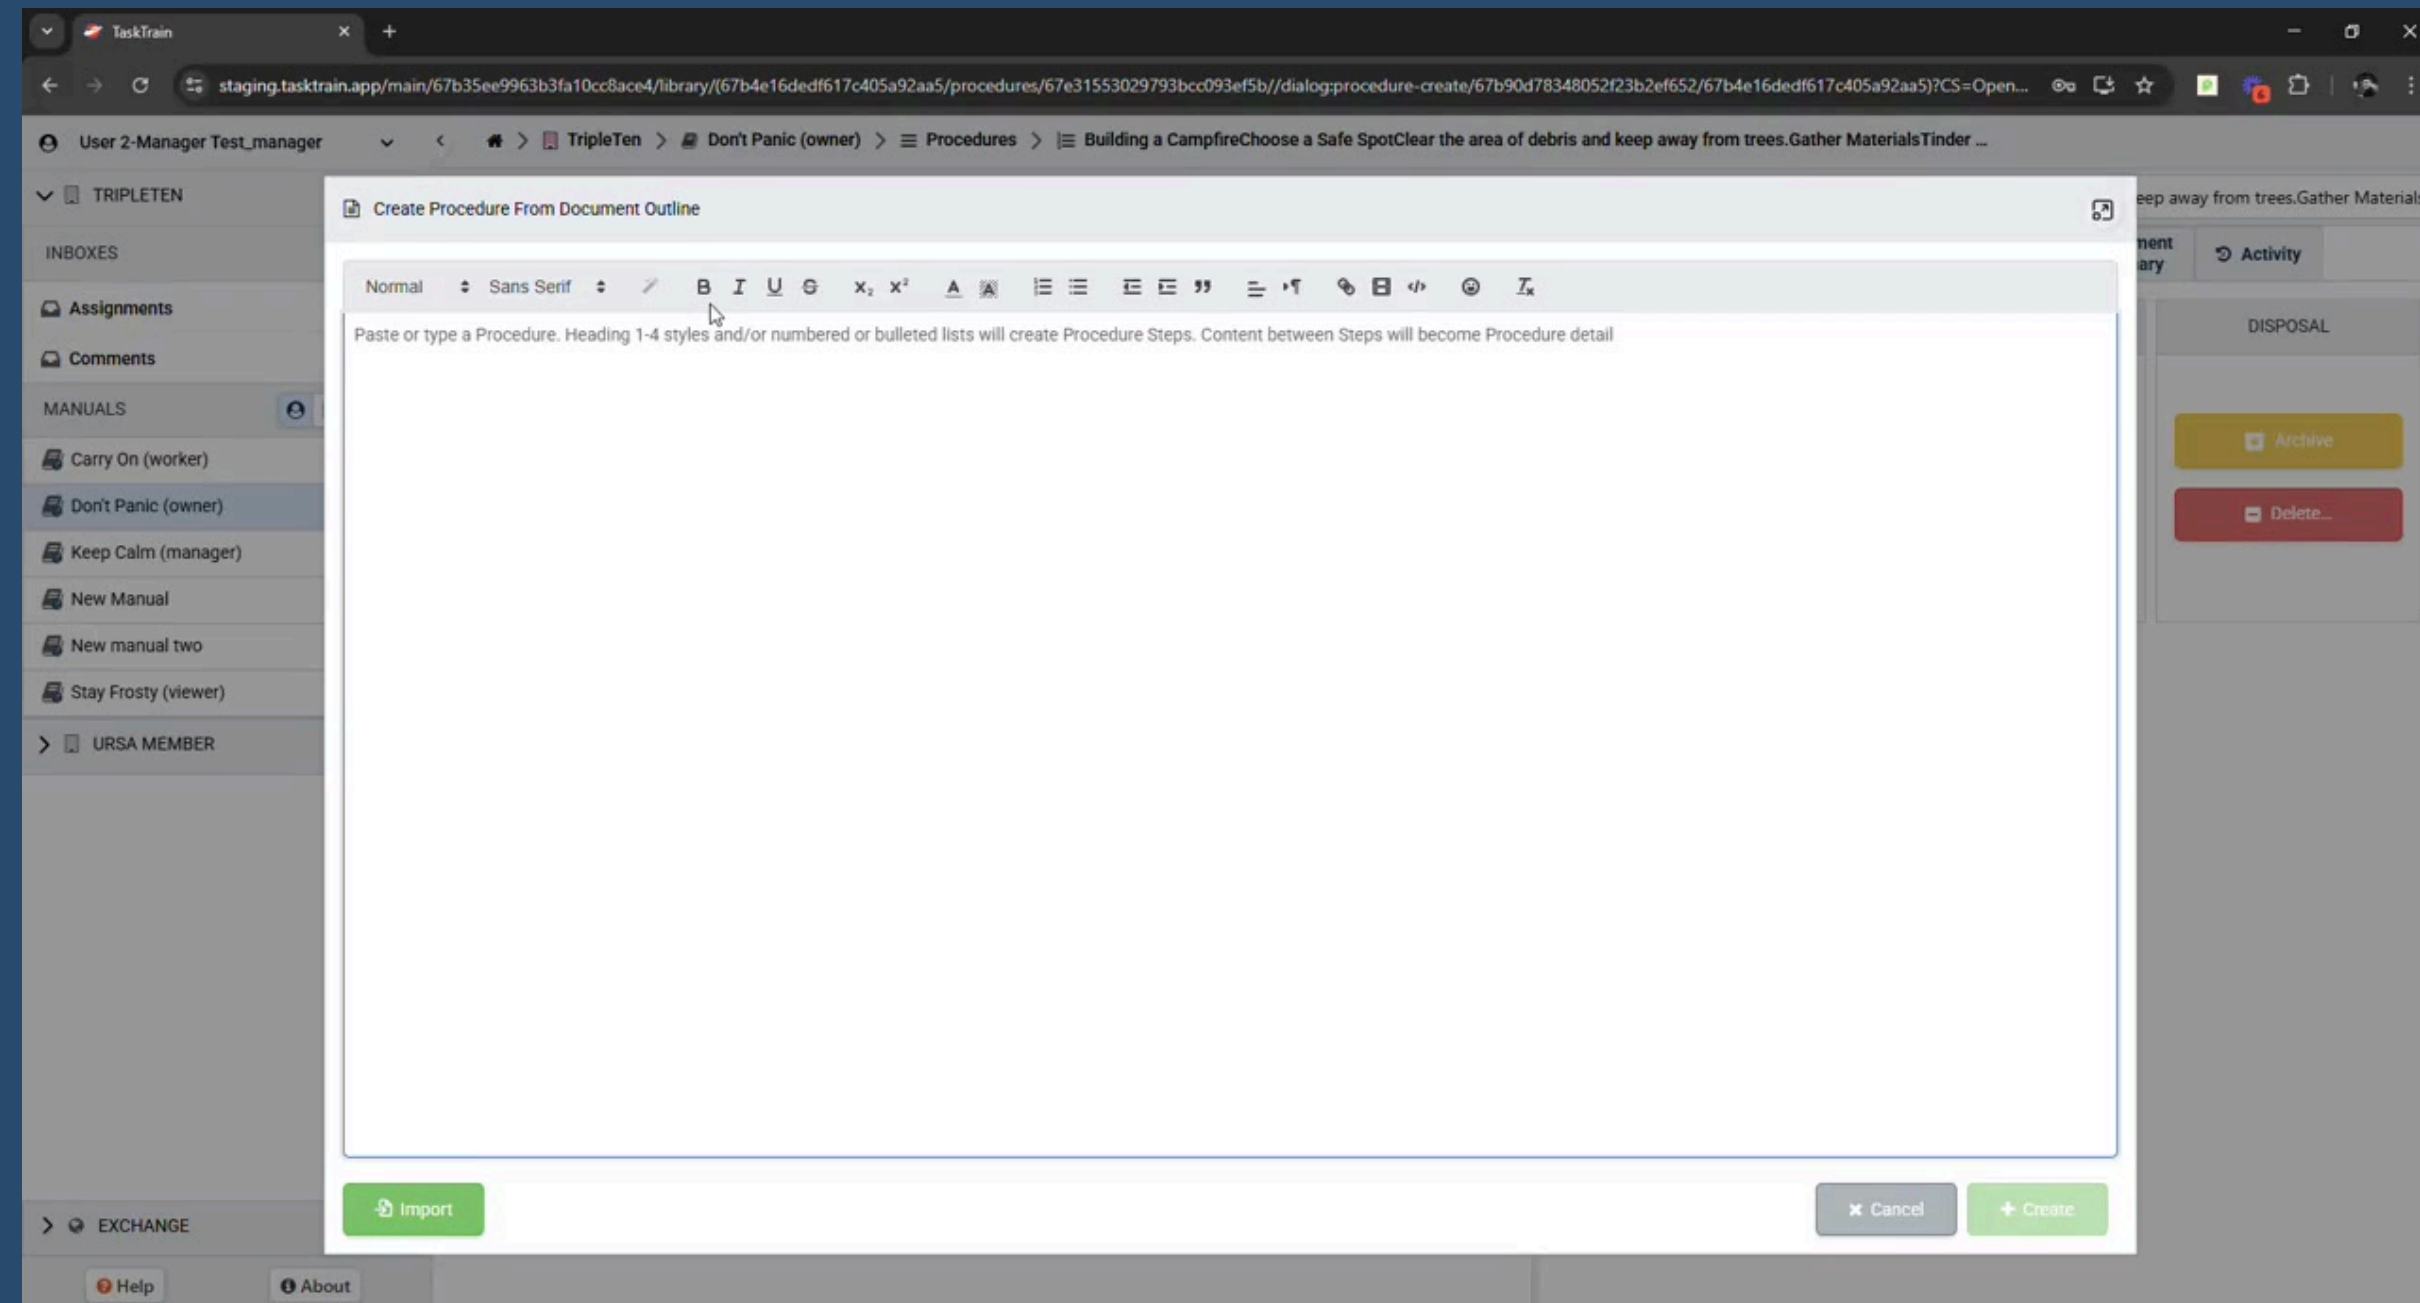 TaskTrain
staging.tasktrain.app/main/67b35ee9963b3fa10cc8ace4/library/(67b4e16dedf617c405a92aa5/procedures/67e31553029793bcc093ef5b//dialog:procedure-create/67b90d78348052f23b2ef652/67b4e16dedf617c405a92aa5)?CS=Open...
User 2-Manager Test_manager
TripleTen > Don't Panic (owner) > Procedures > Building a CampfireChoose a Safe SpotClear the area of debris and keep away from trees.Gather MaterialsTinder ...
TRIPLETEN
INBOXES
Assignments
Comments
MANUALS
Carry On (worker)
Don't Panic (owner)
Keep Calm (manager)
New Manual
New manual two
Stay Frosty (viewer)
URSA MEMBER
EXCHANGE
Help
About
Create Procedure From Document Outline
Normal Sans Serif
Paste or type a Procedure. Heading 1-4 styles and/or numbered or bulleted lists will create Procedure Steps. Content between Steps will become Procedure detail
Import
Cancel
Create
eep away from trees.Gather Materials
ment
ary
Activity
DISPOSAL
Archive
Delete...